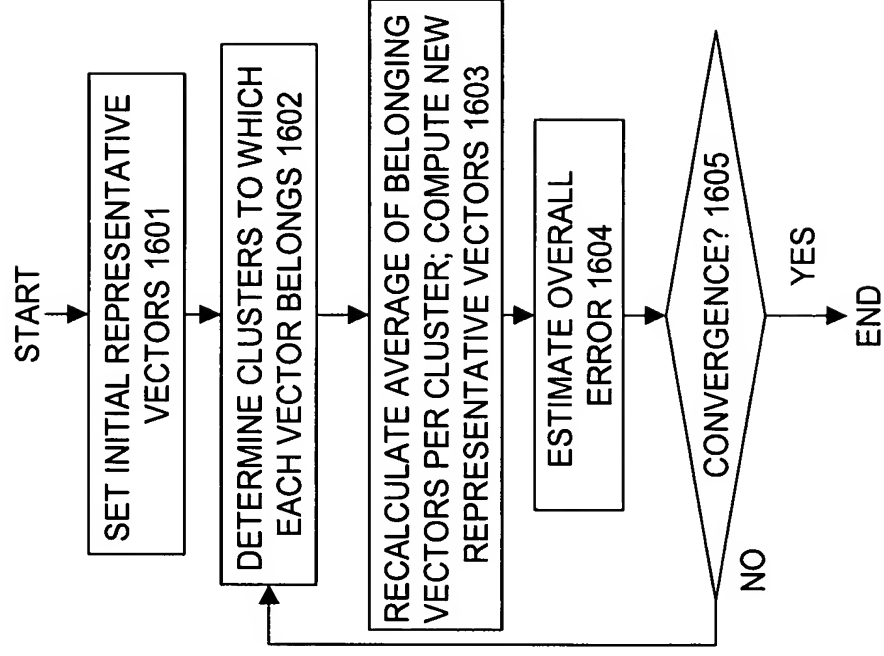 START
SET INITIAL REPRESENTATIVE
VECTORS 1601
DETERMINE CLUSTERS TO WHICH
EACH VECTOR BELONGS 1602
RECALCULATE AVERAGE OF BELONGING
VECTORS PER CLUSTER; COMPUTE NEW
REPRESENTATIVE VECTORS 1603
ESTIMATE OVERALL
ERROR 1604
CONVERGENCE? 1605
NO
YES
END